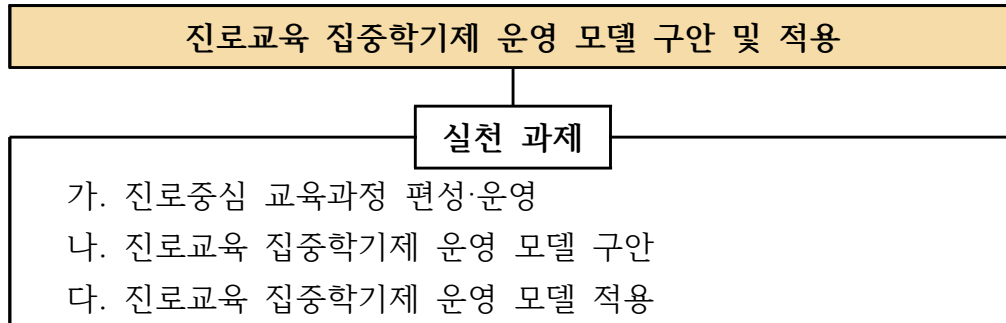 진로교육 집중학기제 운영 모델 구안 및 적용
실천 과제
가. 진로중심 교육과정 편성·운영
나. 진로교육 집중학기제 운영 모델 구안
다. 진로교육 집중학기제 운영 모델 적용